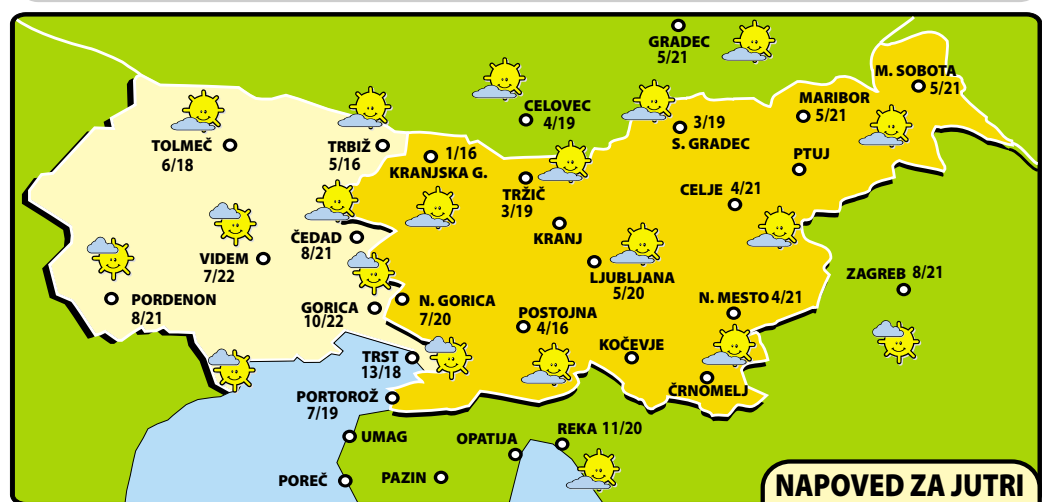 GRADEC
5/21
M. SOBOTA
5/21
CELOVEC
4/19
MARIBOR
5/21
3/19
S. GRADEC
TOLMEČ
6/18
TRBIŽ
5/16
1/16
KRANJSKA G.
PTUJ
TRŽIČ
3/19
CELJE 4/21
KRANJ
ČEDAD
8/21
VIDEM
7/22
LJUBLJANA
5/20
ZAGREB 8/21
PORDENON
8/21
GORICA
10/22
N. GORICA
7/20
N. MESTO 4/21
POSTOJNA
4/16
KOČEVJE
TRST
13/18
ČRNOMELJ
PORTOROŽ
7/19
UMAG
OPATIJA
REKA 11/20
POREČ
PAZIN
NAPOVED ZA JUTRI